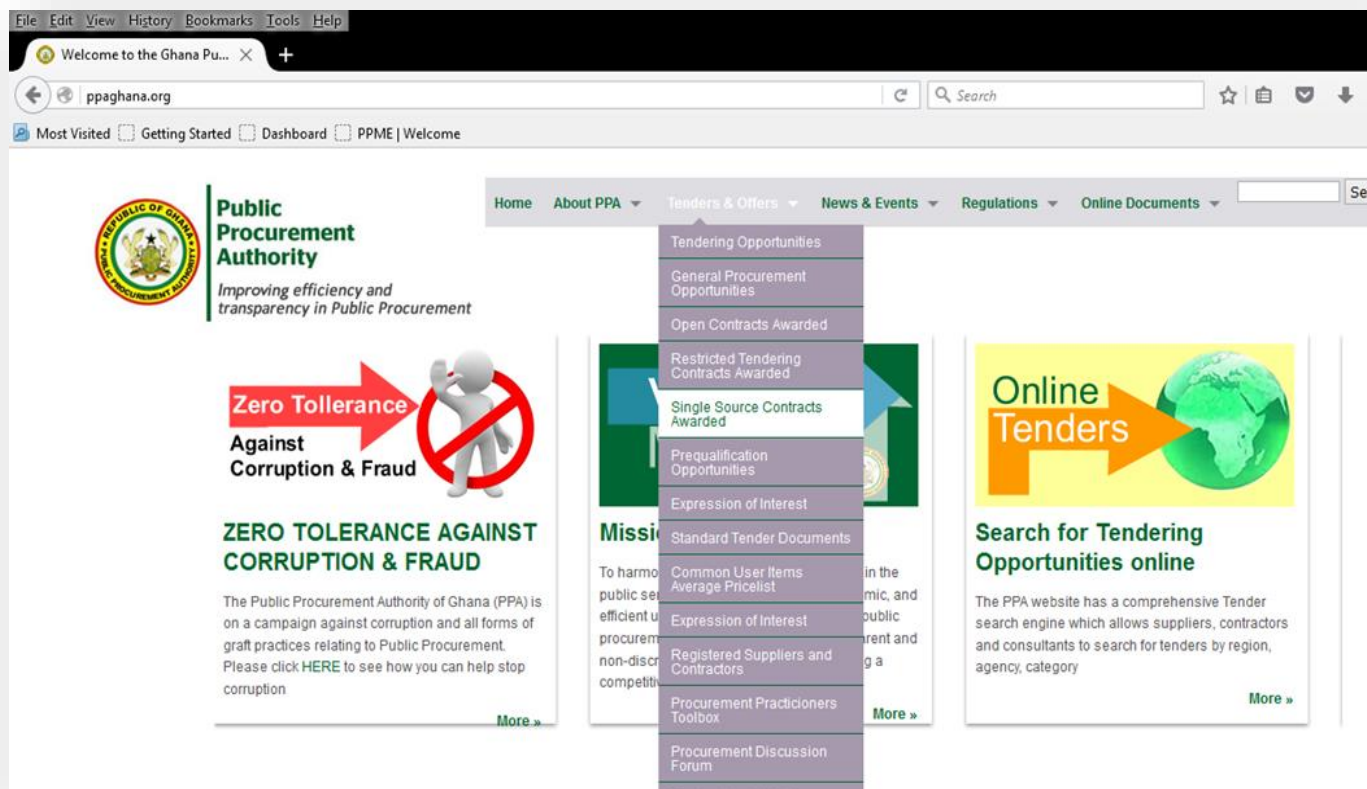 File Edit View History Bookmarks Tools Help
Welcome to the Ghana Pu...
ppaghana.org
Search
Most Visited Getting Started Dashboard PPME | Welcome
REPUBLIC OF GHANA
PUBLIC PROCUREMENT AUTHORITY
Public
Procurement
Authority
Improving efficiency and
transparency in Public Procurement
Home About PPA Tenders & Offers News & Events Regulations Online Documents Se
Tendering Opportunities
General Procurement
Opportunities
Open Contracts Awarded
Restricted Tendering
Contracts Awarded
Single Source Contracts
Awarded
Prequalification
Opportunities
Expression of Interest
Standard Tender Documents
Common User Items
Average Pricelist
Expression of Interest
Registered Suppliers and
Contractors
Procurement Practicioners
Toolbox
Procurement Discussion
Forum
Zero Tollerance
Against
Corruption & Fraud
ZERO TOLERANCE AGAINST
CORRUPTION & FRAUD
The Public Procurement Authority of Ghana (PPA) is
on a campaign against corruption and all forms of
graft practices relating to Public Procurement.
Please click HERE to see how you can help stop
corruption
More »
Missi
To harmo in the
public ser mic, and
efficient u public
procurem rent and
non-discr g a
competitiv
More »
Online
Tenders
Search for Tendering
Opportunities online
The PPA website has a comprehensive Tender
search engine which allows suppliers, contractors
and consultants to search for tenders by region,
agency, category
More »